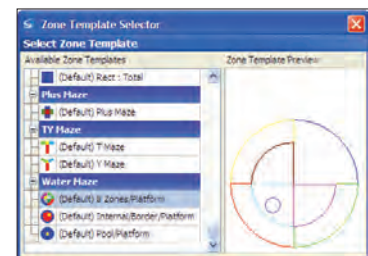 Zone Template Selector
Select Zone Template
Available Zone Templates
Zone Template Preview
(Default) Rect : Total
Plus Maze
(Default) Plus Maze
TY Maze
(Default) T Maze
(Default) Y Maze
Water Maze
(Default) 8 Zones/Platform
(Default) Internal/Border/Platform
(Default) Pool/Platform